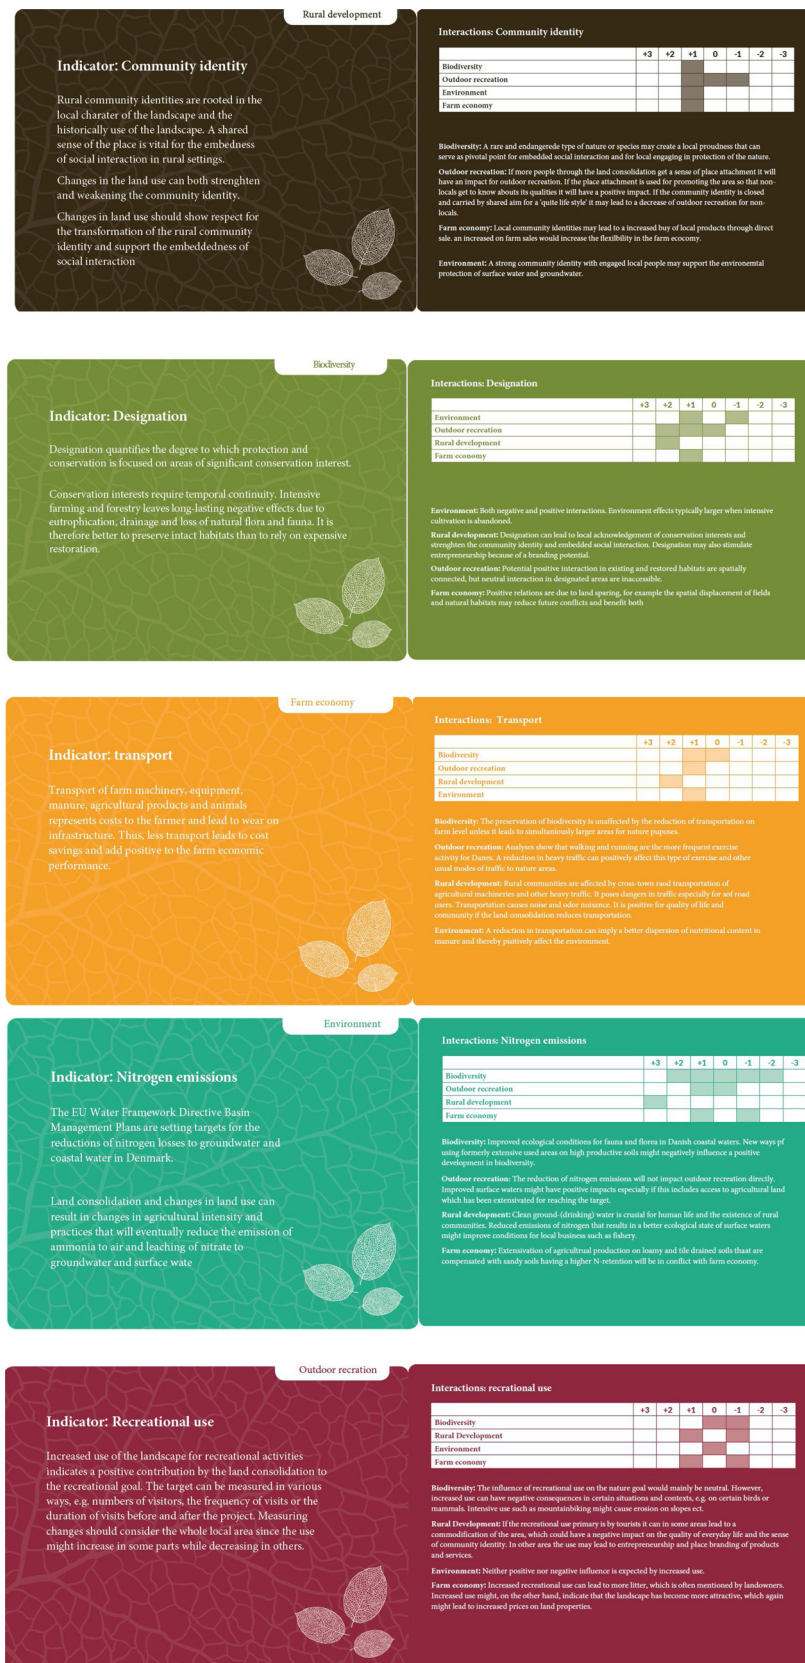 Rural development
Indicator: Community identity
Rural community identities are rooted in the
local charater of the landscape and the
historically use of the landscape. A shared
sense of the place is vital for the embedness
of social interaction in rural settings.
Changes in the land use can both strenghten
and weakening the community identity.
Changes in land use should show respect for
the transformation of the rural community
identity and support the embeddedness of
social interaction
Interactions: Community identity
+3 +2 +1 0 -1 -2 -3
Biodiversity
Outdoor recreation
Environment
Farm economy
Biodiversity: A rare and endangerede type of nature or species may create a local proudness that can
serve as pivotal point for embedded social interaction and for local engaging in protection of the nature.
Outdoor recreation: If more people through the land consolidation get a sense of place attachment it will
have an impact for outdoor recreation. If the place attachment is used for promoting the area so that non-
locals get to know about its qualities it will have a positive impact. If the community identity is closed
and carried by shared aim for a 'quite life style' it may lead to a decrease of outdoor recreation for non-
locals.
Farm economy: Local community identities may lead to a increased buy of local products through direct
sale. an increased on farm sales would increase the flexilbility in the farm ecocomy.
Environment: A strong community identity with engaged local people may support the environemtal
protection of surface water and groundwater.
Biodiversity
Indicator: Designation
Designation quantifies the degree to which protection and
conservation is focused on areas of significant conservation interest.
Conservation interests require temporal continuity. Intensive
farming and forestry leaves long-lasting negative effects due to
eutrophication, drainage and loss of natural flora and fauna. It is
therefore better to preserve intact habitats than to rely on expensive
restoration.
Interactions: Designation
+3 +2 +1 0 -1 -2 -3
Environment
Outdoor recreation
Rural development
Farm economy
Environment: Both negative and positive interactions. Environment effects typically larger when intensive
cultivation is abandoned.
Rural development: Designation can lead to local acknowledgement of conservation interests and
strenghten the community identity and embedded social interaction. Designation may also stimulate
entrepreneurship because of a branding potential.
Outdoor recreation: Potential positive interaction in existing and restored habitats are spatially
connected, but neutral interaction in designated areas are inaccessible.
Farm economy: Positive relations are due to land sparing, for example the spatial displacement of fields
and natural habitats may reduce future conflicts and benefit both
Farm economy
Indicator: transport
Transport of farm machinery, equipment,
manure, agricultural products and animals
represents costs to the farmer and lead to wear on
infrastructure. Thus, less transport leads to cost
savings and add positive to the farm economic
performance.
Interactions: Transport
+3 +2 +1 0 -1 -2 -3
Biodiversity
Outdoor recreation
Rural development
Environment
Biodiversity: The preservation of biodiversity is unaffected by the reduction of transportation on
farm level unless it leads to simultaniously larger areas for nature puposes.
Outdoor recreation: Analyses show that walking and running are the more frequent exercise
activity for Danes. A reduction in heavy traffic can positively affect this type of exercise and other
usual modes of traffic to nature areas.
Rural development: Rural communities are affected by cross-town raod transportation of
agricultural machineries and other heavy traffic. It poses dangers in traffic especially for sof road
users. Transportation causes noise and odor nuisance. It is positive for quality of life and
community if the land consolidation reduces transportation.
Environment: A reduction in transportation can imply a better dispersion of nutritional content in
manure and thereby psitively affect the environment.
Environment
Indicator: Nitrogen emissions
The EU Water Framework Directive Basin
Management Plans are setting targets for the
reductions of nitrogen losses to groundwater and
coastal water in Denmark.
Land consolidation and changes in land use can
result in changes in agricultural intensity and
practices that will eventually reduce the emission of
ammonia to air and leaching of nitrate to
groundwater and surface wate
Interactions: Nitrogen emissions
+3 +2 +1 0 -1 -2 -3
Biodiversity
Outdoor recreation
Rural development
Farm economy
Biodiversity: Improved ecological conditions for fauna and florea in Danish coastal waters. New ways pf
using formerly extensive used areas on high productive soils might negatively influence a positive
development in biodiversity.
Outdoor recreation: The reduction of nitrogen emissions will not impact outdoor recreation directly.
Improved surface waters might have positive impacts especially if this includes access to agricultural land
which has been extensivated for reaching the target.
Rural development: Clean ground-(drinking) water is crusial for human life and the existence of rural
communities. Reduced emissions of nitrogen that results in a better ecological state of surface waters
might improve conditions for local business such as fishery.
Farm economy: Extensivation of agricultrual production on loamy and tile drained soils thaat are
compensated with sandy soils having a higher N-retention will be in conflict with farm economy.
Outdoor recration
Indicator: Recreational use
Increased use of the landscape for recreational activities
indicates a positive contribution by the land consolidation to
the recreational goal. The target can be measured in various
ways, e.g. numbers of visitors, the frequency of visits or the
duration of visits before and after the project. Measuring
changes should consider the whole local area since the use
might increase in some parts while decreasing in others.
Interactions: recrational use
+3 +2 +1 0 -1 -2 -3
Biodiversity
Rural Development
Environment
Farm economy
Biodiversity: The influence of recreational use on the nature goal would mainly be neutral. However,
increased use can have negative consequences in certain situations and contexts, e.g. on certain birds or
mammals. Intensive use such as mountainbiking might cause erosion on slopes ect.
Rural Development: If the recreational use primary is by tourists it can in some areas lead to a
commodification of the area, which could have a negative impact on the quality of everyday life and the sense
of community identity. In other area the use may lead to entrepreneurship and place branding of products
and services.
Environment: Neither positive nor negative influence is expected by increased use.
Farm economy: Increased recreational use can lead to more litter, which is often mentioned by landowners.
Increased use might, on the other hand, indicate that the landscape has become more attractive, which again
might lead to increased prices on land properties.